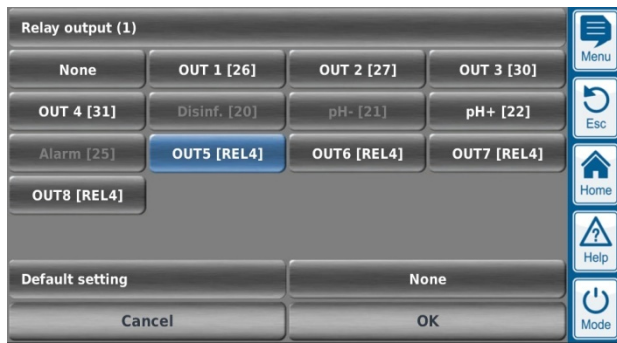 Relay output (1)
None OUT 1 [26] OUT 2 [27] OUT 3 [30]
OUT 4 [31] Disinf. [20] pH- [21] pH+ [22]
Alarm [25] OUT5 [REL4] OUT6 [REL4] OUT7 [REL4]
OUT8 [REL4]
Default setting None
Cancel OK
Menu
Esc
Home
Help
Mode